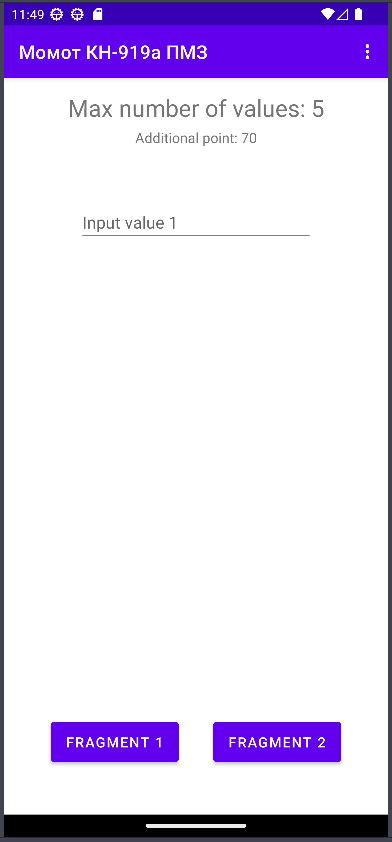 11:49
Момот КН-919а ПМЗ
Max number of values: 5
Additional point: 70
Input value 1
FRAGMENT 1
FRAGMENT 2